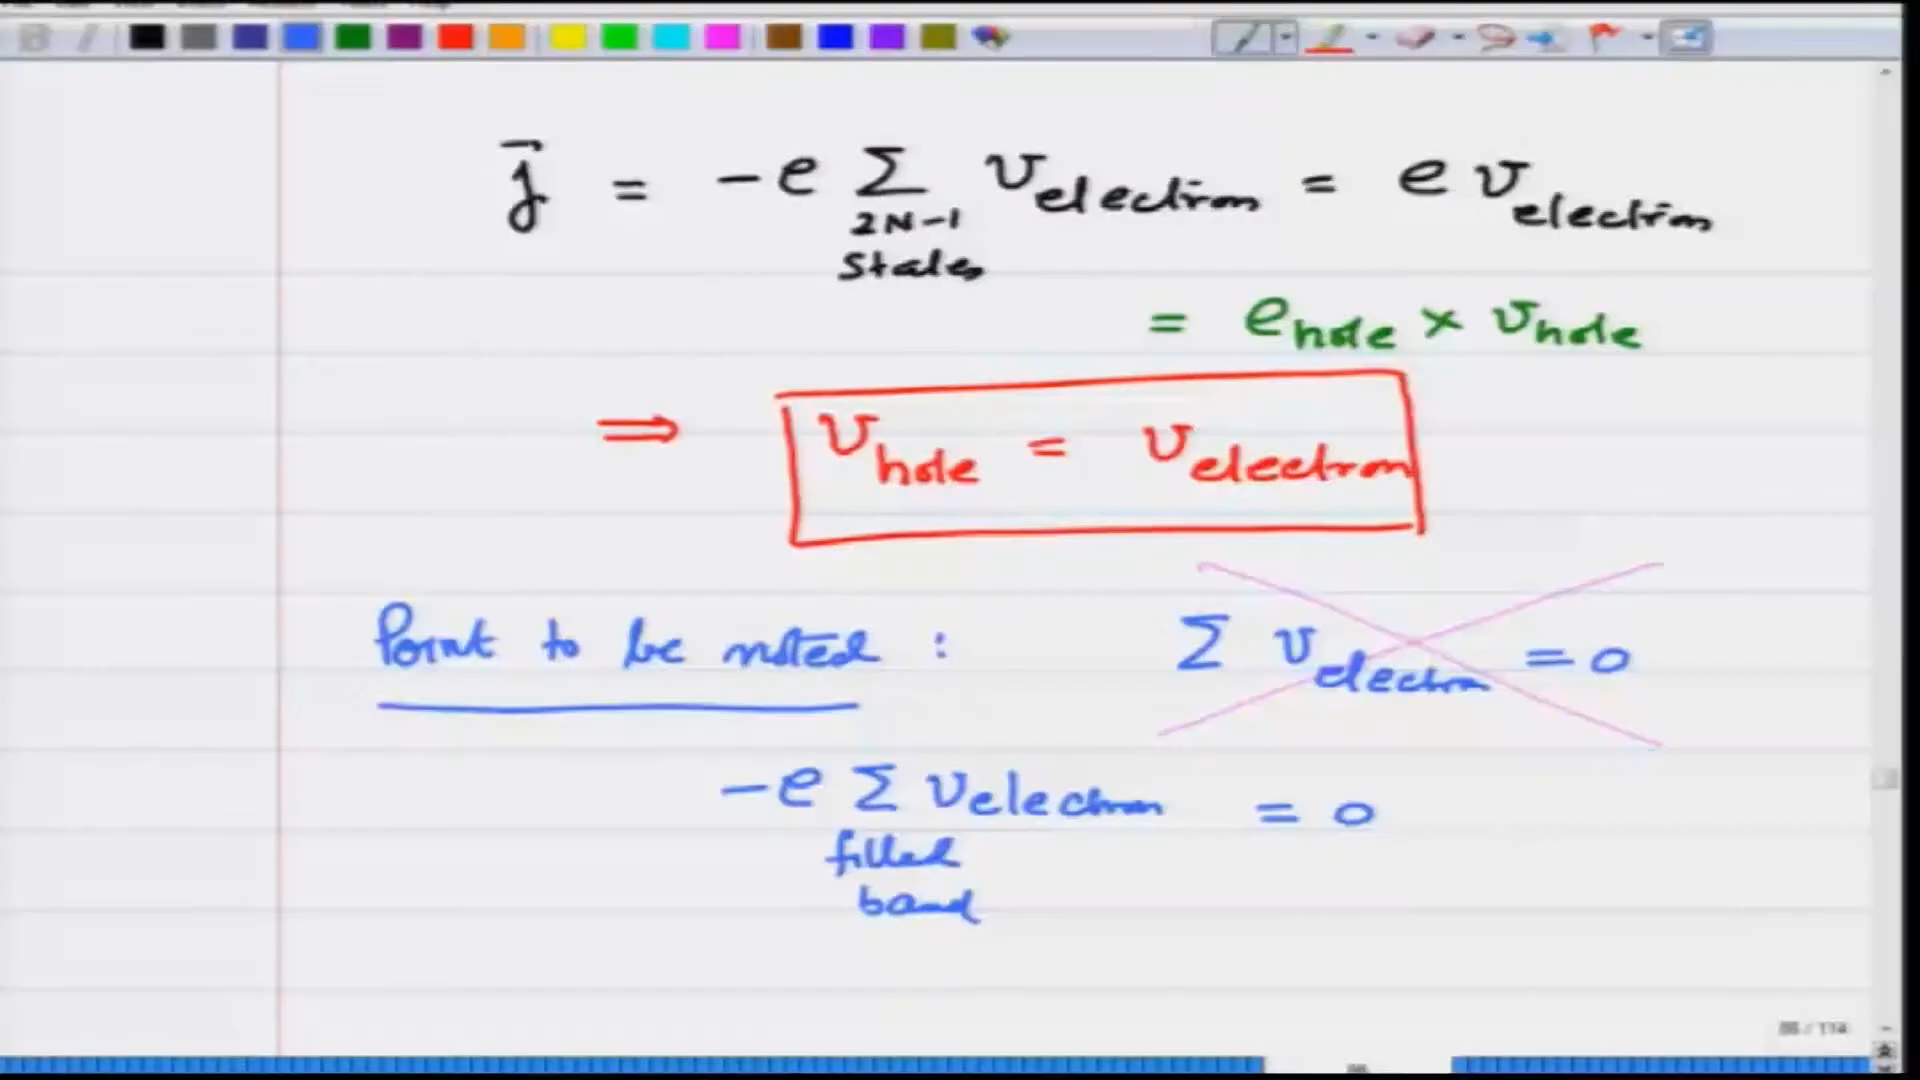 j⃗ = -e Σ v_electron = e v_electron
2N-1
States
= e_hole × v_hole
⇒ v_hole = v_electron
Point to be noted : Σ v_electron = 0
-e Σ v_electron = 0
filled
band